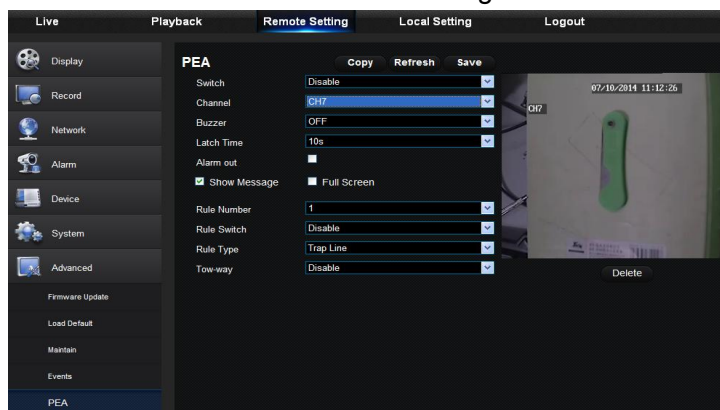 Live Playback Remote Setting Local Setting Logout
Display
Record
Network
Alarm
Device
System
Advanced
Firmware Update
Load Default
Maintain
Events
PEA
PEA Copy Refresh Save
Switch Disable
Channel CH7
Buzzer OFF
Latch Time 10s
Alarm out
Show Message Full Screen
Rule Number 1
Rule Switch Disable
Rule Type Trap Line
Tow-way Disable
07/10/2014 11:12:26
CH7
Delete